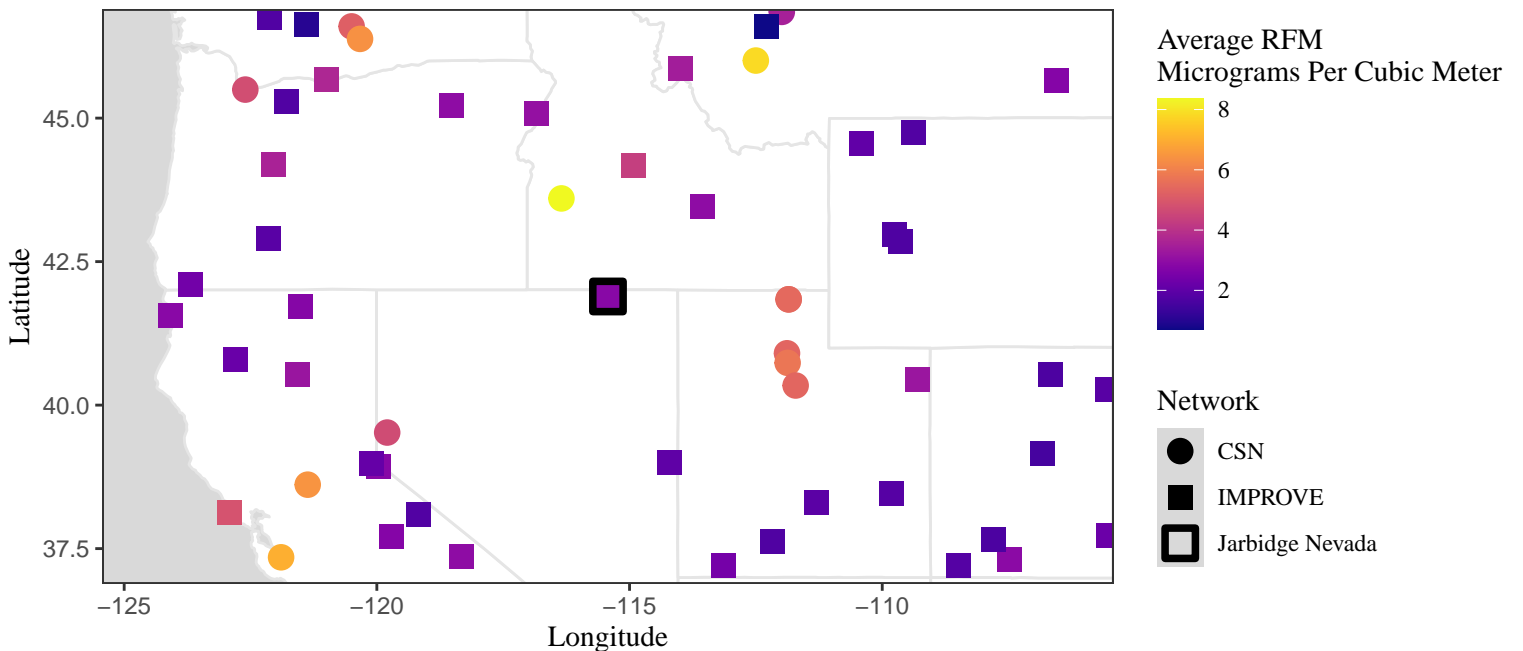 Average RFM
Micrograms Per Cubic Meter
8
6
4
2
Network
CSN
IMPROVE
Jarbidge Nevada
Latitude
45.0
42.5
40.0
37.5
−125
−120
−115
−110
Longitude